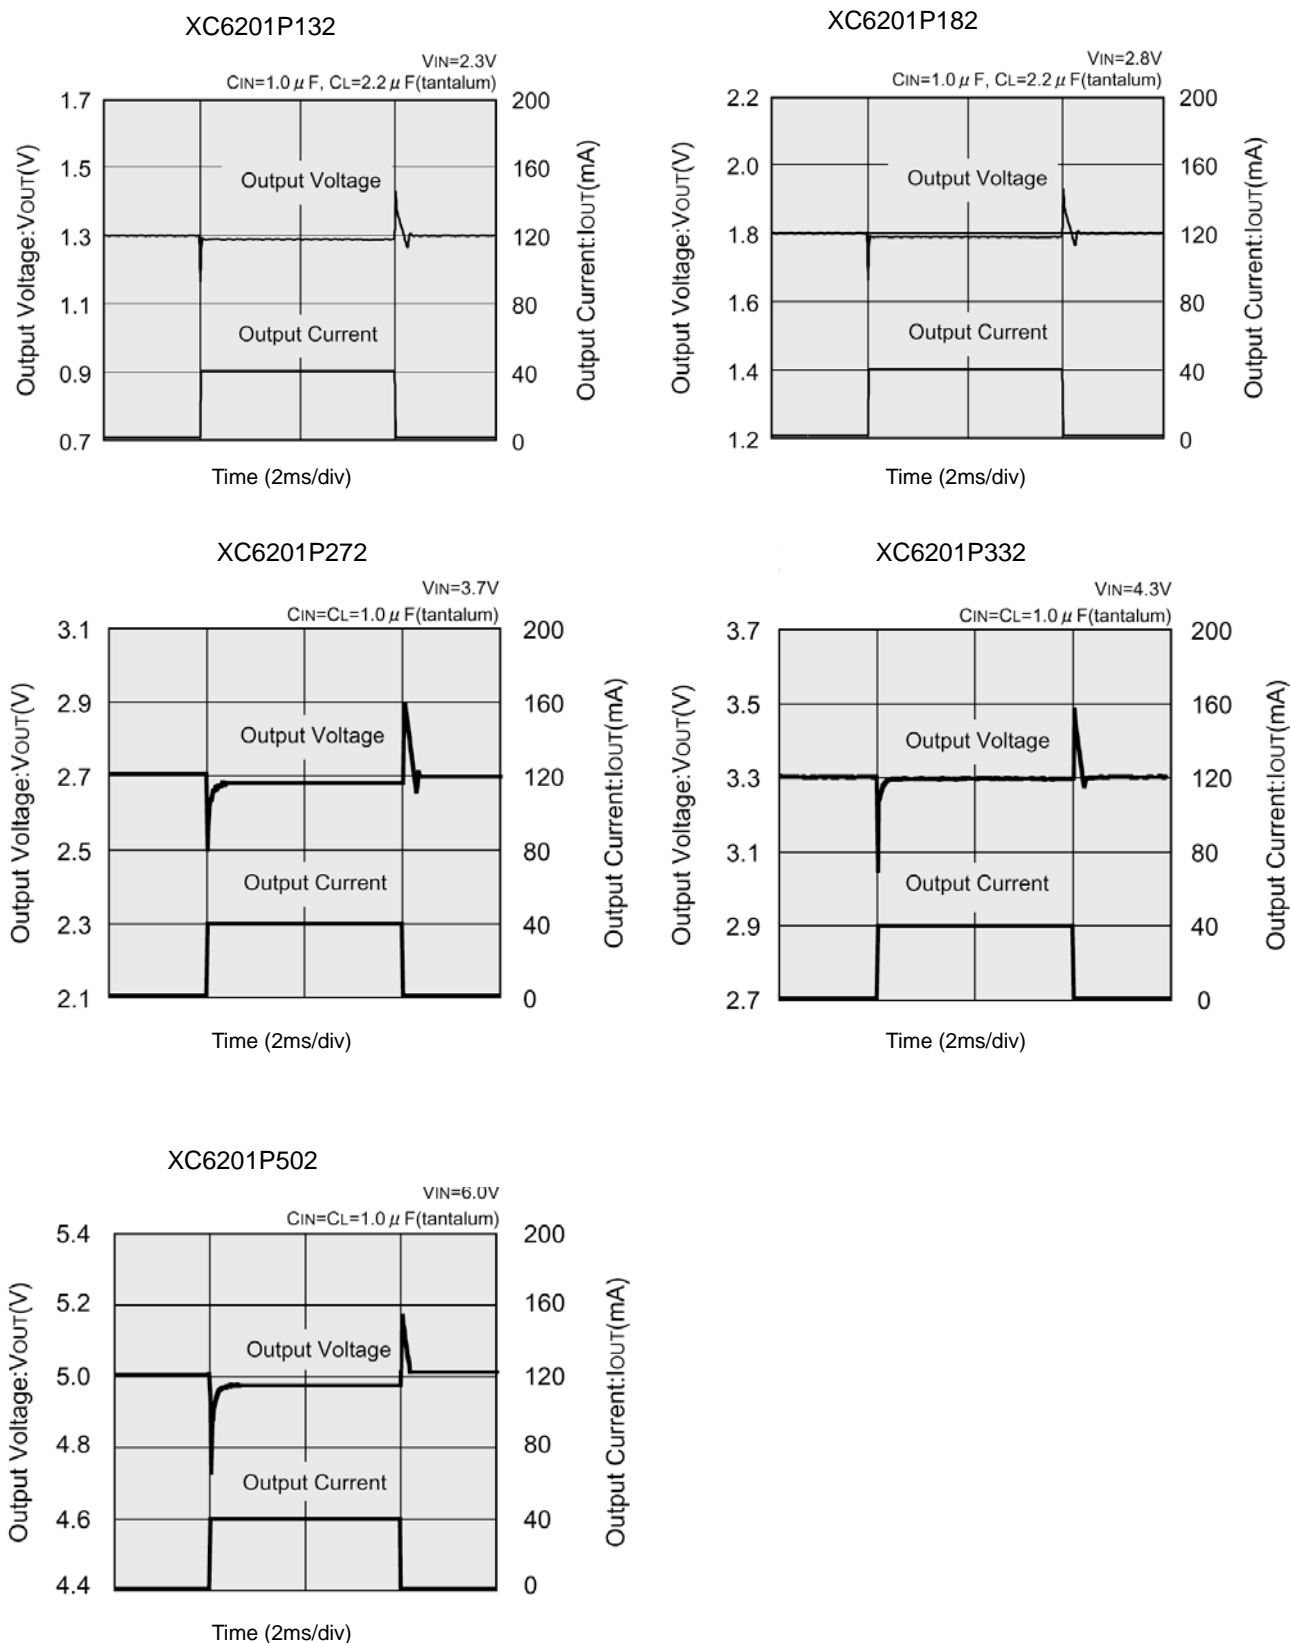 XC6201P132
VIN=2.3V
CIN=1.0 μ F, CL=2.2 μ F(tantalum)
Output Voltage:VOUT(V)
1.7
1.5
1.3
1.1
0.9
0.7
Output Voltage
Output Current
200
160
120
80
40
0
Output Current:IOUT(mA)
Time (2ms/div)
XC6201P182
VIN=2.8V
CIN=1.0 μ F, CL=2.2 μ F(tantalum)
Output Voltage:VOUT(V)
2.2
2.0
1.8
1.6
1.4
1.2
Output Voltage
Output Current
200
160
120
80
40
0
Output Current:IOUT(mA)
Time (2ms/div)
XC6201P272
VIN=3.7V
CIN=CL=1.0 μ F(tantalum)
Output Voltage:VOUT(V)
3.1
2.9
2.7
2.5
2.3
2.1
Output Voltage
Output Current
200
160
120
80
40
0
Output Current:IOUT(mA)
Time (2ms/div)
XC6201P332
VIN=4.3V
CIN=CL=1.0 μ F(tantalum)
Output Voltage:VOUT(V)
3.7
3.5
3.3
3.1
2.9
2.7
Output Voltage
Output Current
200
160
120
80
40
0
Output Current:IOUT(mA)
Time (2ms/div)
XC6201P502
VIN=6.0V
CIN=CL=1.0 μ F(tantalum)
Output Voltage:VOUT(V)
5.4
5.2
5.0
4.8
4.6
4.4
Output Voltage
Output Current
200
160
120
80
40
0
Output Current:IOUT(mA)
Time (2ms/div)